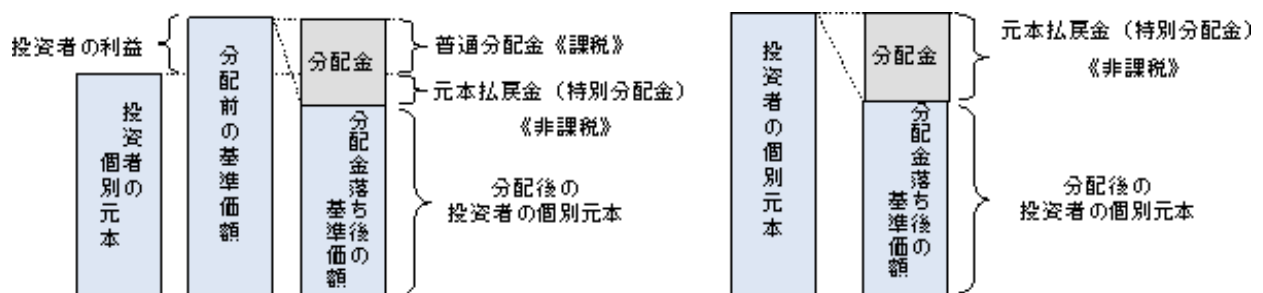 投資者の利益
投資者の
個別元本
分配前の基準価額
分配金
分配金落ち後の
基準価額
普通分配金《課税》
元本払戻金（特別分配金）
《非課税》
分配後の
投資者の個別元本
投資者の個別元本
分配金
分配金落ち後の
基準価額
元本払戻金（特別分配金）
《非課税》
分配後の
投資者の個別元本